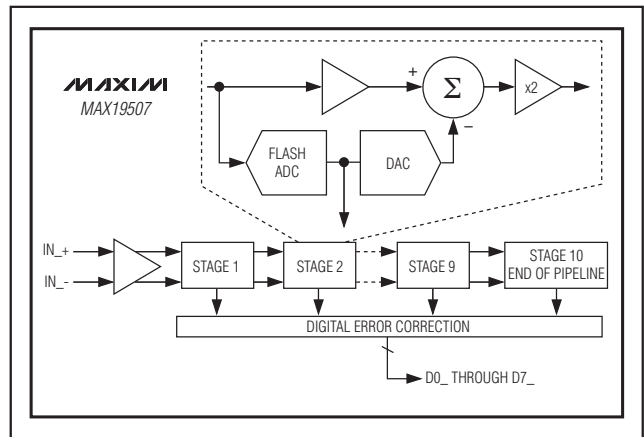 MAXIM
MAX19507
+
Σ
x2
−
FLASH
ADC
DAC
IN_+
IN_-
STAGE 1
STAGE 2
STAGE 9
STAGE 10
END OF PIPELINE
DIGITAL ERROR CORRECTION
D0_ THROUGH D7_